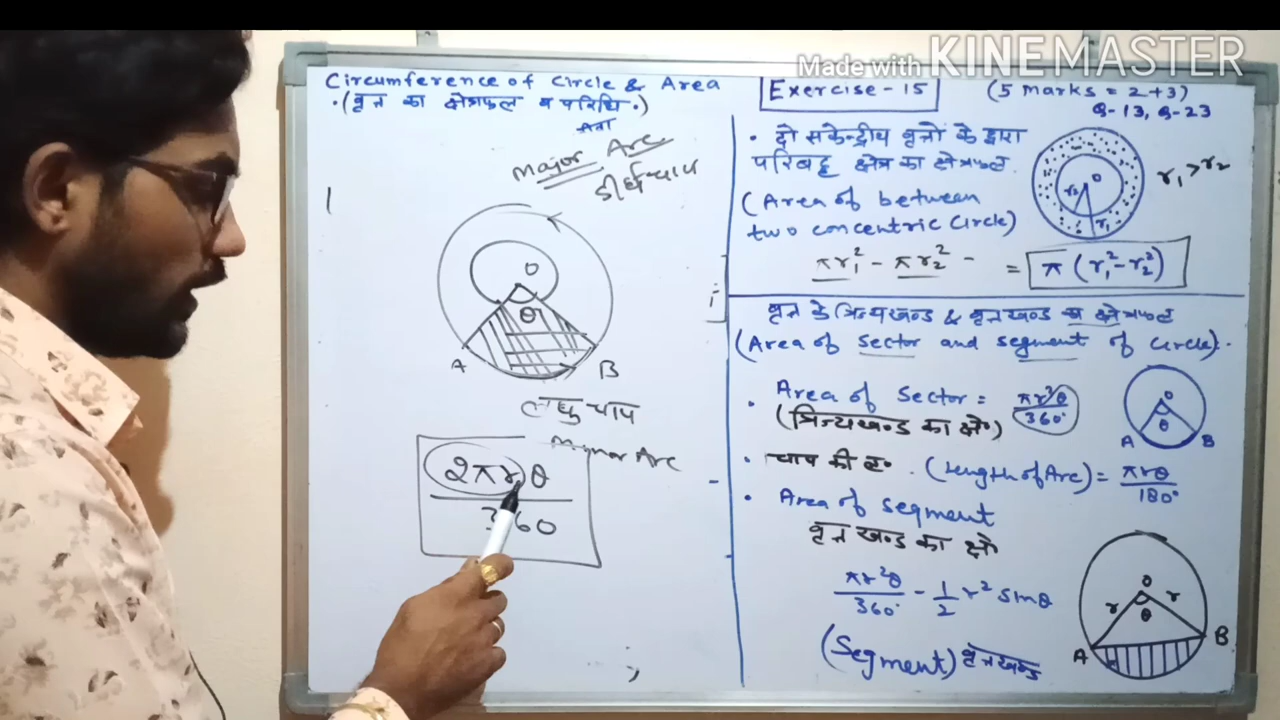 Made with KINEMASTER
Circumference of Circle & Area
(वृत्त का क्षेत्रफल व परिधि)
Exercise - 15
(5 Marks = 2+3)
Q-13, Q-23
Major Arc
दीर्घ चाप
O
θ
A
B
लघु चाप
Minor Arc
2πrθ
360
• दो सकेन्द्रीय वृत्तों के द्वारा
परिबद्ध क्षेत्र का क्षेत्रफल.
(Area of between
two concentric Circle)
O
r2
r1
r1 > r2
πr1² - πr2² - = π(r1² - r2²)
वृत्त के त्रिज्यखण्ड & वृत्तखण्ड का क्षेत्रफल
(Area of sector and segment of Circle).
• Area of Sector = πr²θ
360°
(त्रिज्यखण्ड का क्षे०)
O
θ
A
B
• चाप की ल. (Length of Arc) = πrθ
180°
• Area of segment
वृत्त खण्ड का क्षे०
πr²θ
360° - 1
2 r² sinθ
(Segment) वृत्तखण्ड
O
r
r
θ
A
B